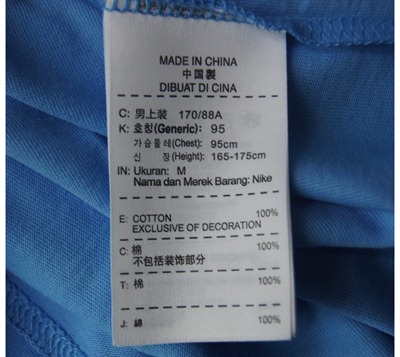 MADE IN CHINA
中国製
DIBUAT DI CINA
C: 男上装 170/88A
K: 호칭(Generic): 95
가슴둘레(Chest): 95cm
신 장(Height): 165-175cm
IN: Ukuran: M
Nama dan Merek Barang: Nike
E: COTTON 100%
EXCLUSIVE OF DECORATION
C: 棉 100%
不包括装饰部分
T: 棉 100%
J: 綿 100%